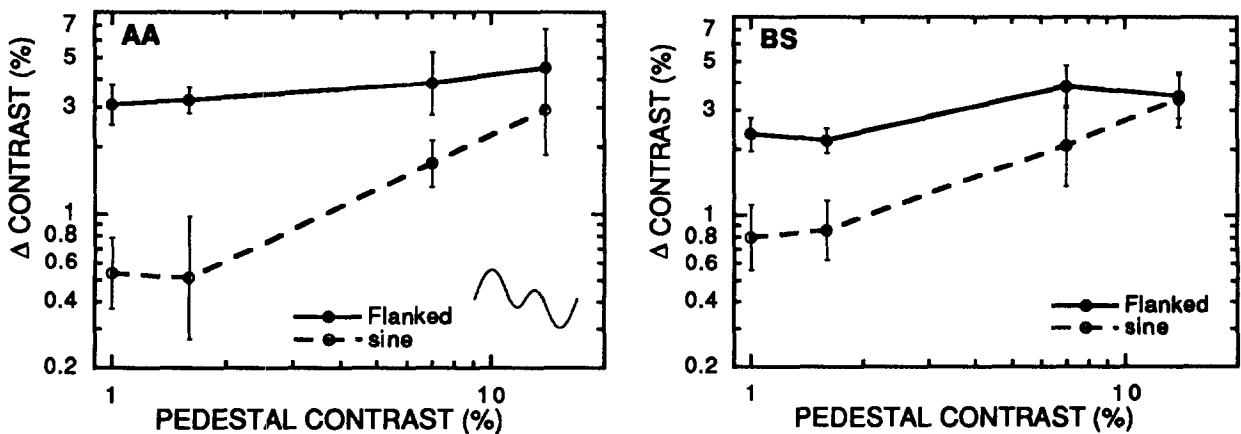 AA
Δ CONTRAST (%)
7
5
3
1
0.8
0.6
0.4
0.2
Flanked
sine
1
10
PEDESTAL CONTRAST (%)
BS
Δ CONTRAST (%)
7
5
3
1
0.8
0.6
0.4
0.2
Flanked
sine
1
10
PEDESTAL CONTRAST (%)